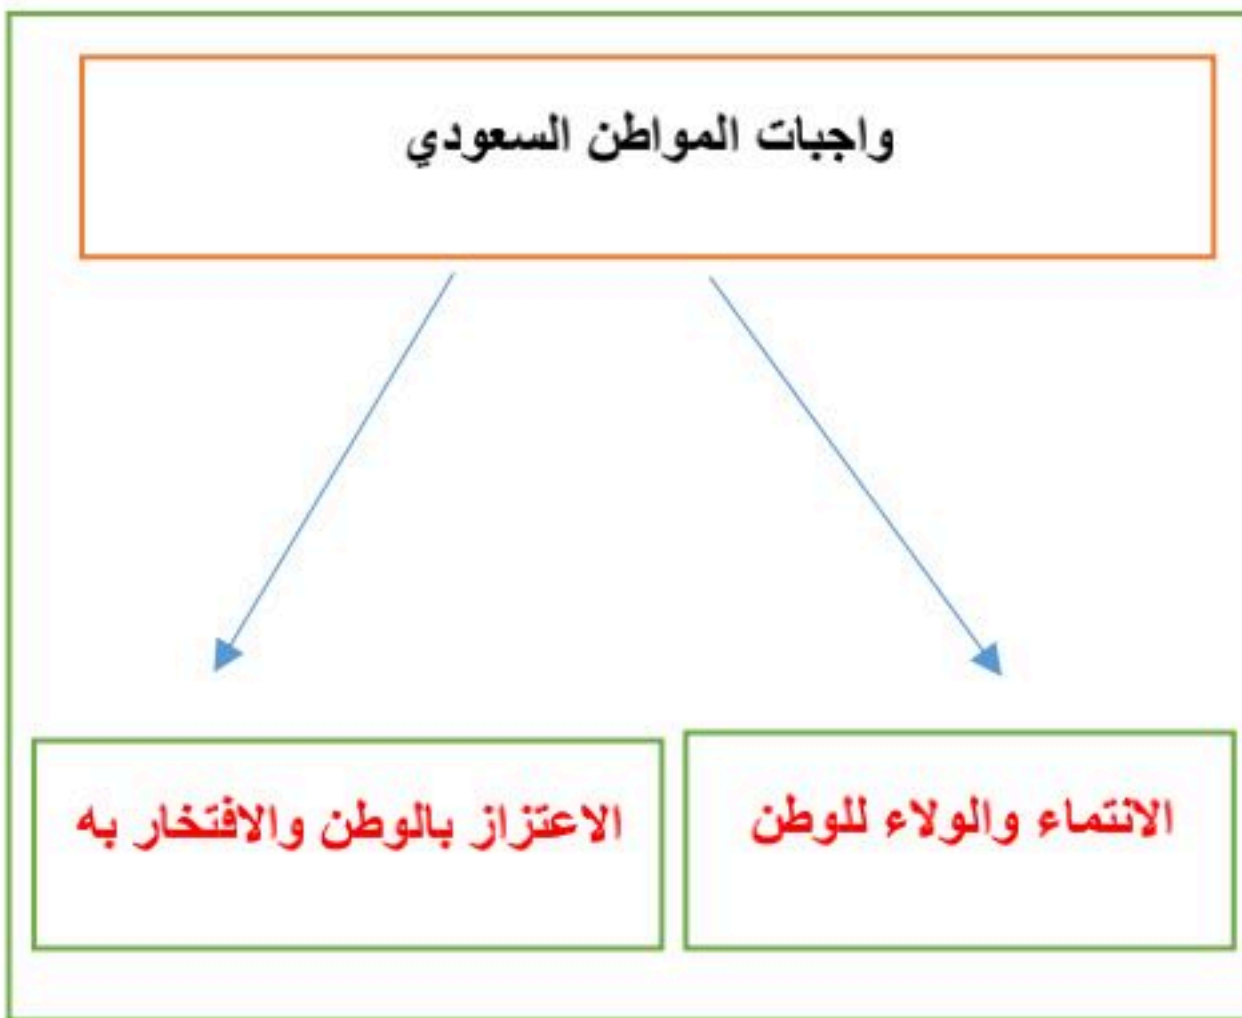 واجبات المواطن السعودي
الانتماء والولاء للوطن
الاعتزاز بالوطن والافتخار به